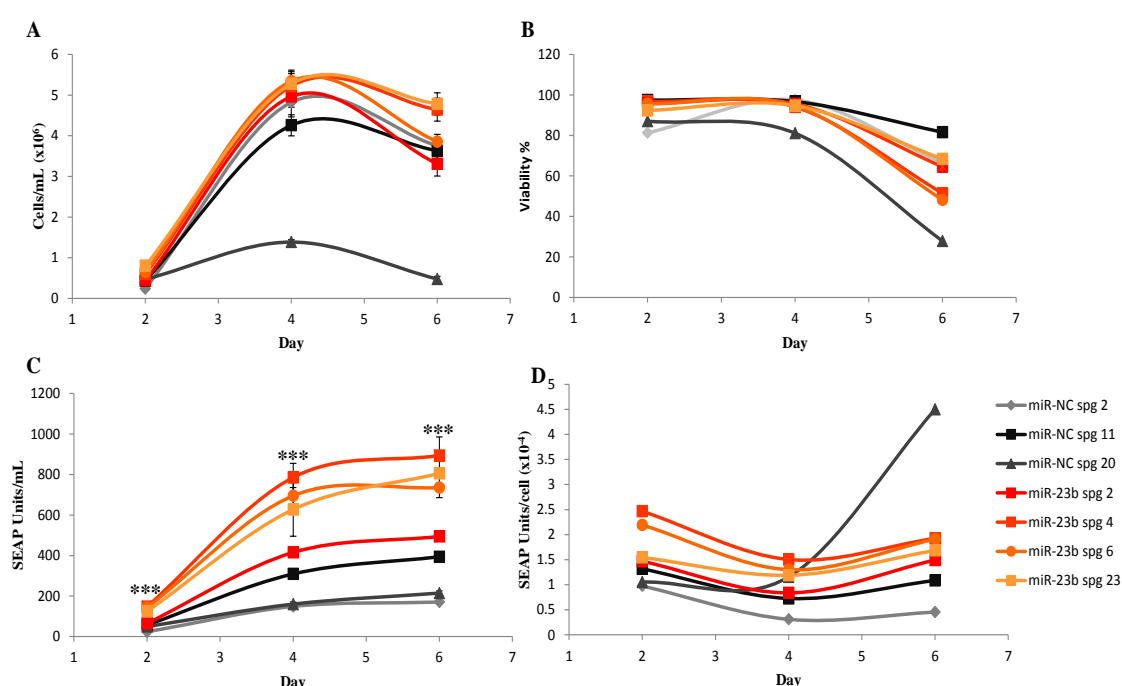 A
Cells/mL (x10⁶)
6
5
4
3
2
1
0
1 2 3 4 5 6 7
Day
B
Viability %
120
100
80
60
40
20
0
1 2 3 4 5 6 7
Day
C
SEAP Units/mL
1200
1000
800
600
400
200
0
***
***
***
1 2 3 4 5 6 7
Day
D
SEAP Units/cell (x10⁻⁴)
5
4.5
4
3.5
3
2.5
2
1.5
1
0.5
0
1 2 3 4 5 6 7
Day
miR-NC spg 2
miR-NC spg 11
miR-NC spg 20
miR-23b spg 2
miR-23b spg 4
miR-23b spg 6
miR-23b spg 23